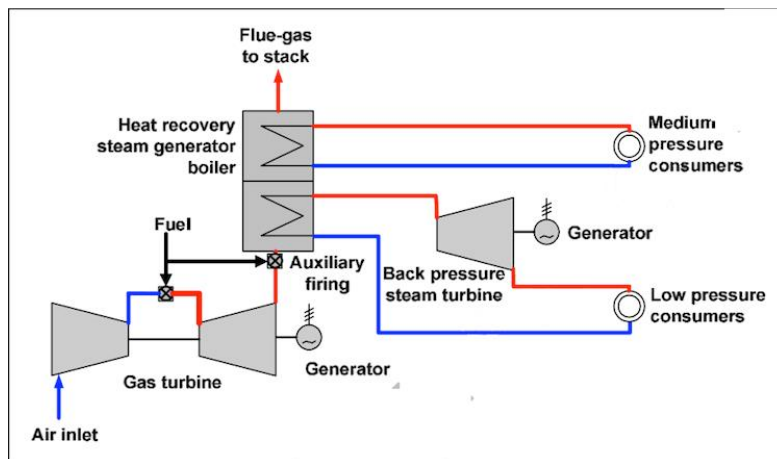 Flue-gas
to stack
Heat recovery
steam generator
boiler
Medium
pressure
consumers
Fuel
Auxiliary
firing
Back pressure
steam turbine
Generator
Low pressure
consumers
Gas turbine
Generator
Air inlet